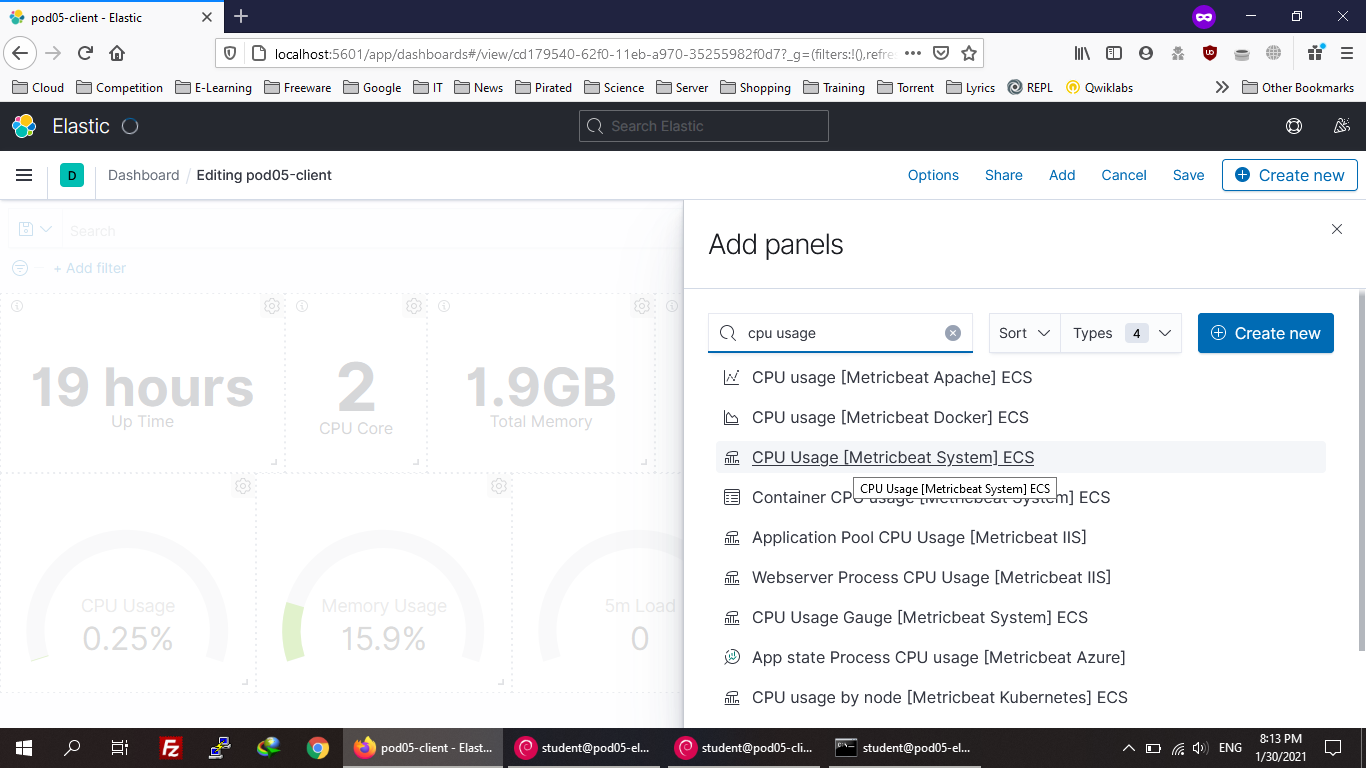 pod05-client - Elastic
localhost:5601/app/dashboards#/view/cd179540-62f0-11eb-a970-35255982f0d7?_g=(filters:!(),refre
Cloud Competition E-Learning Freeware Google IT News Pirated Science Server Shopping Training Torrent Lyrics REPL Qwiklabs Other Bookmarks
Elastic Search Elastic
D Dashboard / Editing pod05-client Options Share Add Cancel Save Create new
Search
+ Add filter
19 hours
Up Time
2
CPU Core
1.9GB
Total Memory
CPU Usage
0.25%
Memory Usage
15.9%
5m Load
0
Add panels
cpu usage Sort Types 4 Create new
CPU usage [Metricbeat Apache] ECS
CPU usage [Metricbeat Docker] ECS
CPU Usage [Metricbeat System] ECS
CPU Usage [Metricbeat System] ECS
Container CPU usage [Metricbeat System] ECS
Application Pool CPU Usage [Metricbeat IIS]
Webserver Process CPU Usage [Metricbeat IIS]
CPU Usage Gauge [Metricbeat System] ECS
App state Process CPU usage [Metricbeat Azure]
CPU usage by node [Metricbeat Kubernetes] ECS
pod05-client - Elast... student@pod05-el... student@pod05-cli... student@pod05-el... ENG 8:13 PM
1/30/2021